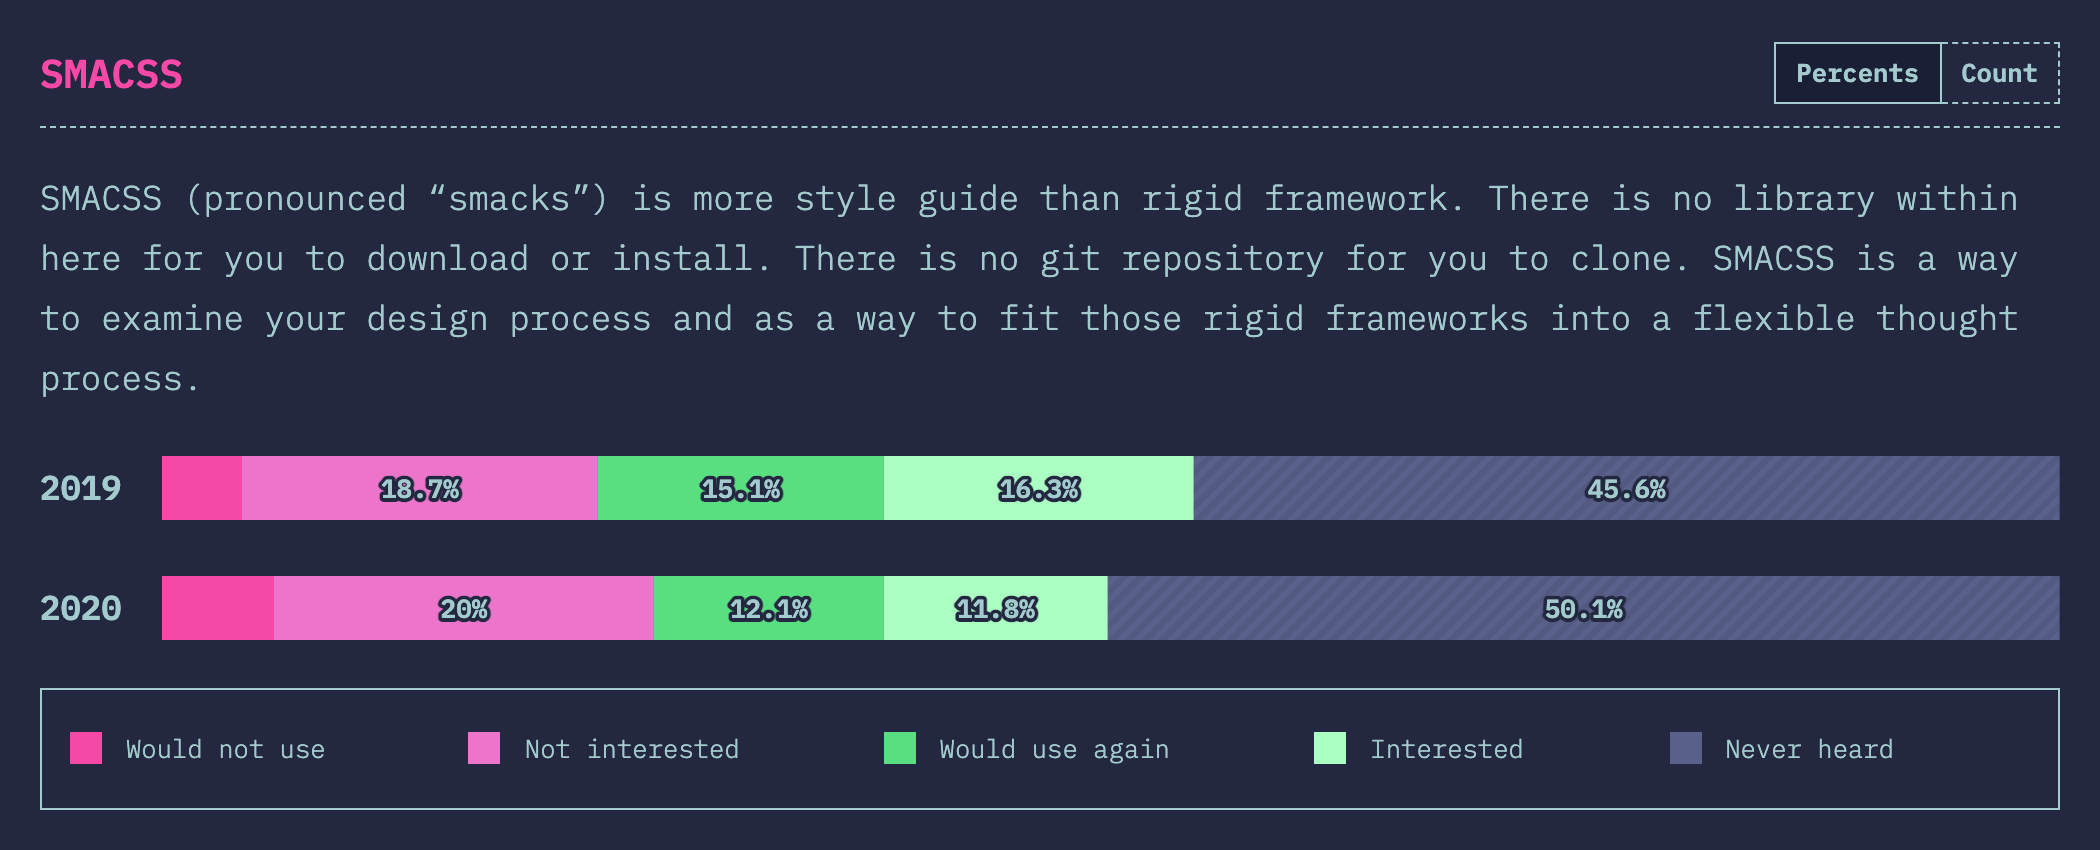 SMACSS
Percents Count
SMACSS (pronounced “smacks”) is more style guide than rigid framework. There is no library within
here for you to download or install. There is no git repository for you to clone. SMACSS is a way
to examine your design process and as a way to fit those rigid frameworks into a flexible thought
process.
2019 18.7% 15.1% 16.3% 45.6%
2020 20% 12.1% 11.8% 50.1%
Would not use Not interested Would use again Interested Never heard